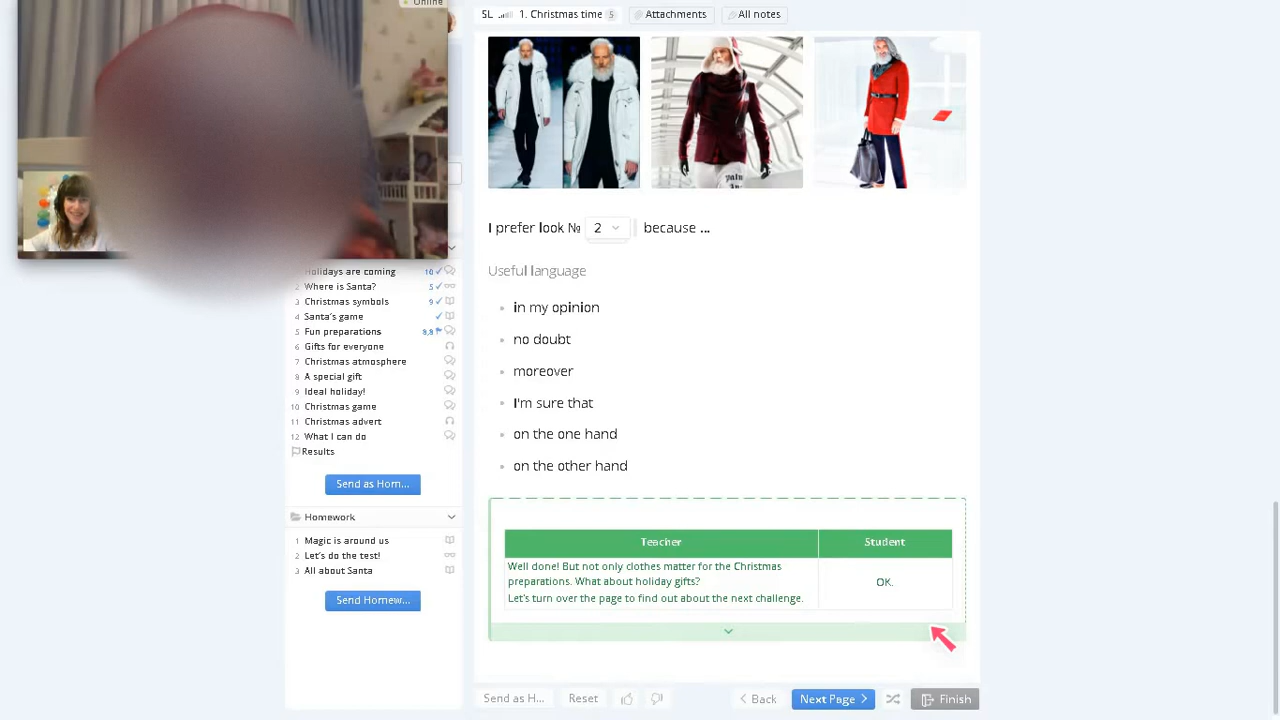 Online
SL 1. Christmas time 5 Attachments All notes
I prefer look № 2 because ...
Useful language
in my opinion
no doubt
moreover
I'm sure that
on the one hand
on the other hand
Teacher Student
Well done! But not only clothes matter for the Christmas
preparations. What about holiday gifts?
Let's turn over the page to find out about the next challenge.
OK.
Holidays are coming 10
2 Where is Santa? 5
3 Christmas symbols 9
4 Santa's game
5 Fun preparations 8,8
6 Gifts for everyone
7 Christmas atmosphere
8 A special gift
9 Ideal holiday!
10 Christmas game
11 Christmas advert
12 What I can do
Results
Send as Hom...
Homework
1 Magic is around us
2 Let's do the test!
3 All about Santa
Send Homew...
Send as H... Reset Back Next Page Finish